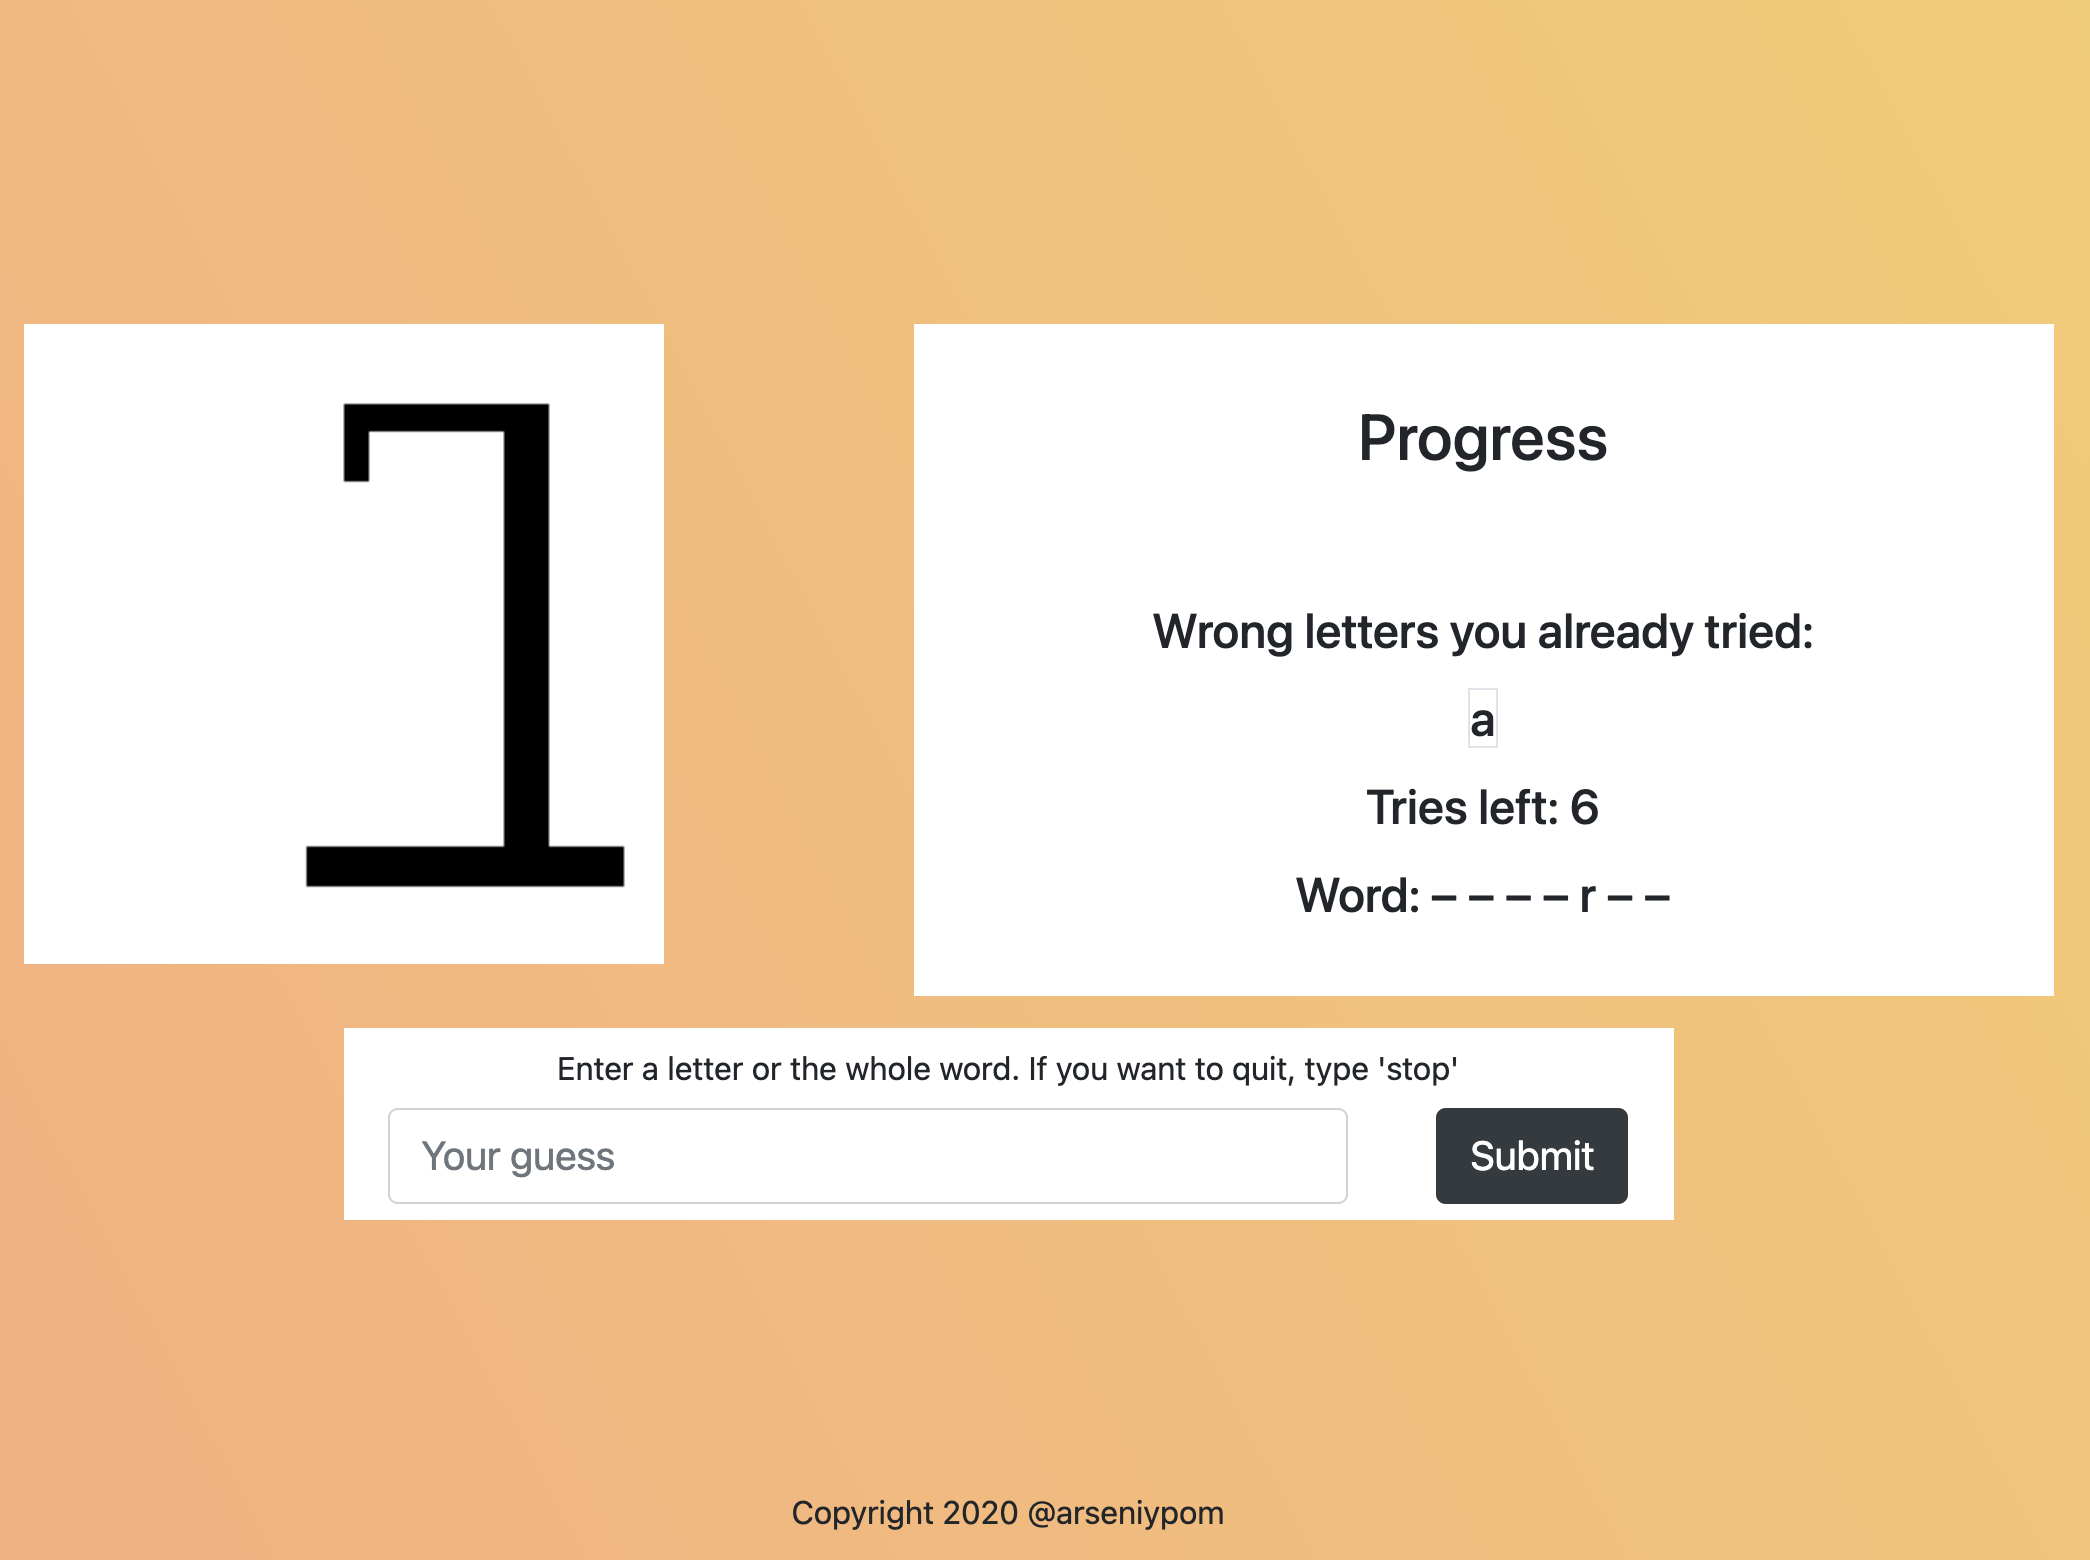 Progress
Wrong letters you already tried:
a
Tries left: 6
Word: – – – – r – –
Enter a letter or the whole word. If you want to quit, type 'stop'
Your guess
Submit
Copyright 2020 @arseniypom